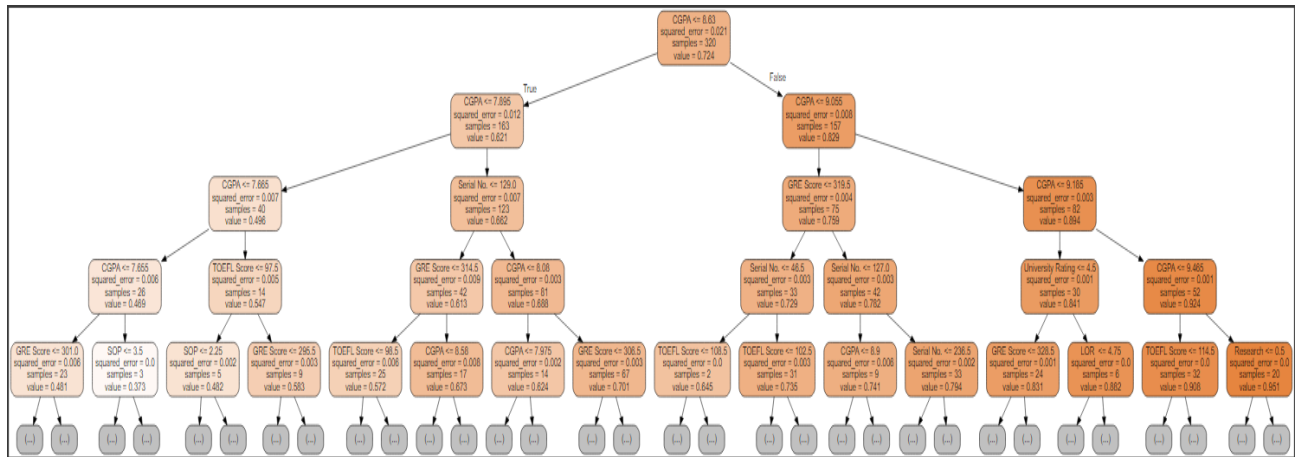 CGPA <= 8.63
squared_error = 0.021
samples = 320
value = 0.724
True
False
CGPA <= 7.895
squared_error = 0.012
samples = 163
value = 0.621
CGPA <= 9.055
squared_error = 0.008
samples = 157
value = 0.829
CGPA <= 7.665
squared_error = 0.007
samples = 40
value = 0.496
Serial No. <= 129.0
squared_error = 0.007
samples = 123
value = 0.662
GRE Score <= 319.5
squared_error = 0.004
samples = 75
value = 0.759
CGPA <= 9.185
squared_error = 0.003
samples = 82
value = 0.894
CGPA <= 7.655
squared_error = 0.006
samples = 26
value = 0.469
TOEFL Score <= 97.5
squared_error = 0.005
samples = 14
value = 0.547
GRE Score <= 314.5
squared_error = 0.009
samples = 42
value = 0.613
CGPA <= 8.08
squared_error = 0.003
samples = 81
value = 0.688
Serial No. <= 46.5
squared_error = 0.003
samples = 33
value = 0.729
Serial No. <= 127.0
squared_error = 0.003
samples = 42
value = 0.782
University Rating <= 4.5
squared_error = 0.001
samples = 30
value = 0.841
CGPA <= 9.465
squared_error = 0.001
samples = 52
value = 0.924
GRE Score <= 301.0
squared_error = 0.006
samples = 23
value = 0.481
SOP <= 3.5
squared_error = 0.0
samples = 3
value = 0.373
SOP <= 2.25
squared_error = 0.002
samples = 5
value = 0.482
GRE Score <= 295.5
squared_error = 0.003
samples = 9
value = 0.583
TOEFL Score <= 98.5
squared_error = 0.006
samples = 25
value = 0.572
CGPA <= 8.58
squared_error = 0.008
samples = 17
value = 0.673
CGPA <= 7.975
squared_error = 0.002
samples = 14
value = 0.624
GRE Score <= 306.5
squared_error = 0.003
samples = 67
value = 0.701
TOEFL Score <= 108.5
squared_error = 0.0
samples = 2
value = 0.645
TOEFL Score <= 102.5
squared_error = 0.003
samples = 31
value = 0.735
CGPA <= 8.9
squared_error = 0.006
samples = 9
value = 0.741
Serial No. <= 236.5
squared_error = 0.002
samples = 33
value = 0.794
GRE Score <= 328.5
squared_error = 0.001
samples = 24
value = 0.831
LOR <= 4.75
squared_error = 0.0
samples = 6
value = 0.882
TOEFL Score <= 114.5
squared_error = 0.0
samples = 32
value = 0.908
Research <= 0.5
squared_error = 0.0
samples = 20
value = 0.951
(...) (...) (...) (...) (...) (...) (...) (...) (...) (...) (...) (...) (...) (...) (...) (...) (...) (...) (...) (...) (...) (...) (...) (...) (...) (...) (...) (...) (...) (...) (...) (...)